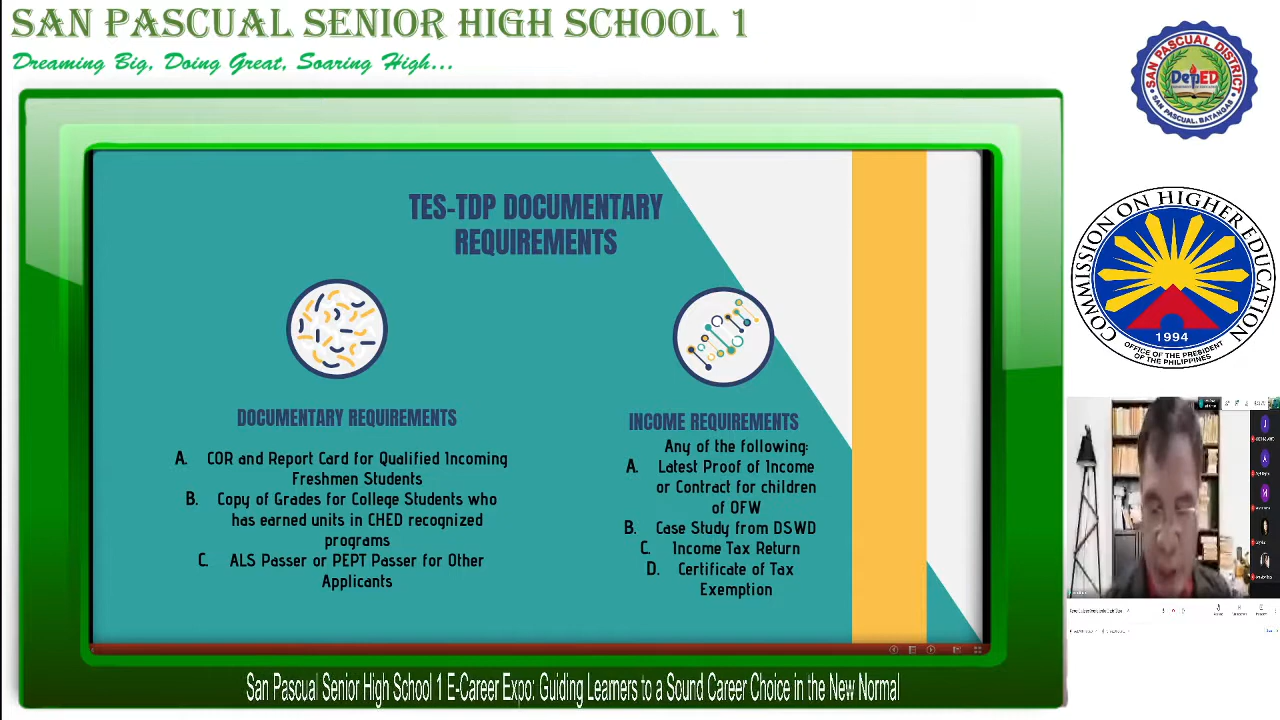 SAN PASCUAL SENIOR HIGH SCHOOL 1
Dreaming Big, Doing Great, Soaring High...
SAN PASCUAL DISTRICT
DepED
SAN PASCUAL, BATANGAS
COMMISSION ON HIGHER EDUCATION
1994
OFFICE OF THE PRESIDENT
OF THE PHILIPPINES
TES-TDP DOCUMENTARY
REQUIREMENTS
DOCUMENTARY REQUIREMENTS
A. COR and Report Card for Qualified Incoming
Freshmen Students
B. Copy of Grades for College Students who
has earned units in CHED recognized
programs
C. ALS Passer or PEPT Passer for Other
Applicants
INCOME REQUIREMENTS
Any of the following:
A. Latest Proof of Income
or Contract for children
of OFW
B. Case Study from DSWD
C. Income Tax Return
D. Certificate of Tax
Exemption
San Pascual Senior High School 1 E-Career Expo: Guiding Learners to a Sound Career Choice in the New Normal